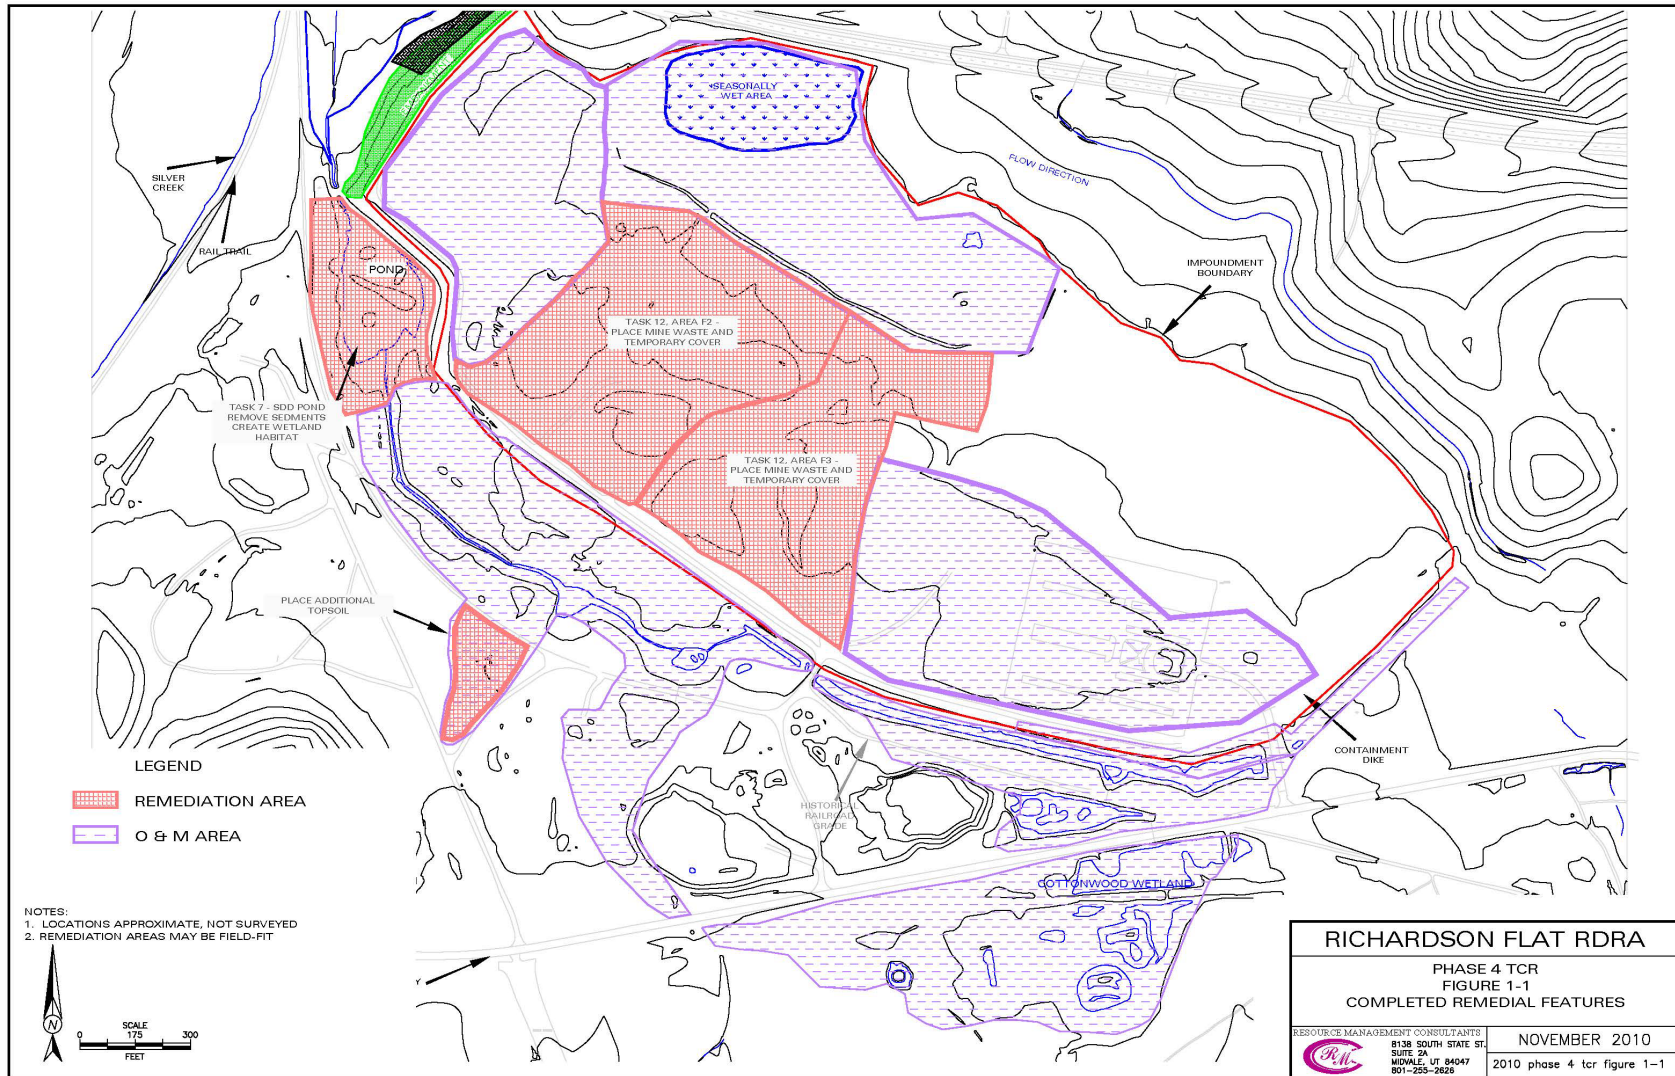 SEASONALLY
WET AREA
FLOW DIRECTION
SILVER
CREEK
RAIL TRAIL
POND
IMPOUNDMENT
BOUNDARY
TASK 12, AREA F2 -
PLACE MINE WASTE AND
TEMPORARY COVER
TASK 7 - SDD POND
REMOVE SEDMENTS
CREATE WETLAND
HABITAT
TASK 12, AREA F3 -
PLACE MINE WASTE AND
TEMPORARY COVER
PLACE ADDITIONAL
TOPSOIL
CONTAINMENT
DIKE
HISTORICAL
RAILROAD
GRADE
COTTONWOOD WETLAND
LEGEND
REMEDIATION AREA
O & M AREA
NOTES:
1. LOCATIONS APPROXIMATE, NOT SURVEYED
2. REMEDIATION AREAS MAY BE FIELD-FIT
N
SCALE
0 175 300
FEET
RICHARDSON FLAT RDRA
PHASE 4 TCR
FIGURE 1-1
COMPLETED REMEDIAL FEATURES
RESOURCE MANAGEMENT CONSULTANTS
RMC
8138 SOUTH STATE ST.
SUITE 2A
MIDVALE, UT 84047
801-255-2626
NOVEMBER 2010
2010 phase 4 tcr figure 1-1